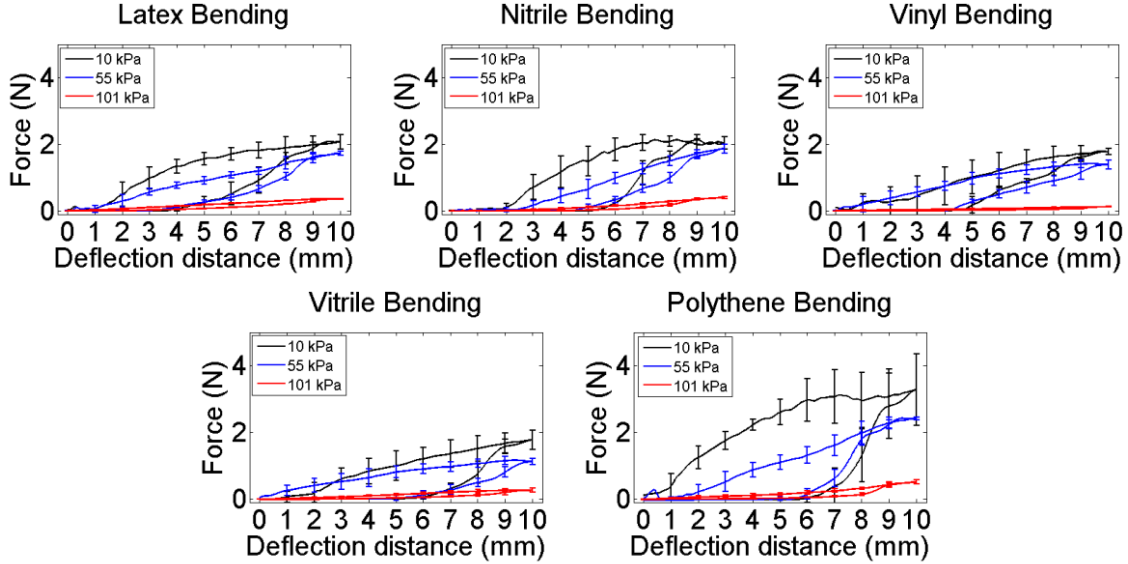 Latex Bending
Nitrile Bending
Vinyl Bending
Force (N)
4
2
0
10 kPa
55 kPa
101 kPa
0 1 2 3 4 5 6 7 8 9 10
Deflection distance (mm)
Force (N)
4
2
0
10 kPa
55 kPa
101 kPa
0 1 2 3 4 5 6 7 8 9 10
Deflection distance (mm)
Force (N)
4
2
0
10 kPa
55 kPa
101 kPa
0 1 2 3 4 5 6 7 8 9 10
Deflection distance (mm)
Vitrile Bending
Polythene Bending
Force (N)
4
2
0
10 kPa
55 kPa
101 kPa
0 1 2 3 4 5 6 7 8 9 10
Deflection distance (mm)
Force (N)
4
2
0
10 kPa
55 kPa
101 kPa
0 1 2 3 4 5 6 7 8 9 10
Deflection distance (mm)